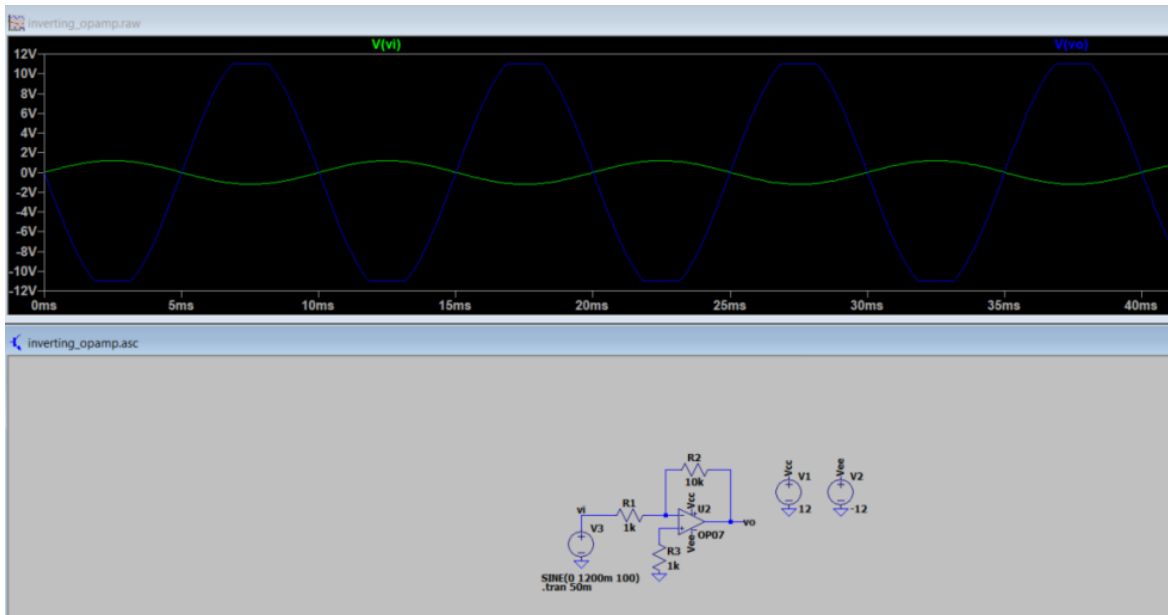 inverting_opamp.raw
V(vi) V(vo)
12V
10V
8V
6V
4V
2V
0V
-2V
-4V
-6V
-8V
-10V
-12V
0ms 5ms 10ms 15ms 20ms 25ms 30ms 35ms 40ms
inverting_opamp.asc
R2
10k
Vcc
V1
12
Vee
V2
-12
vi
R1
1k
Vcc
U2
OP07
Vee
vo
V3
R3
1k
SINE(0 1200m 100)
.tran 50m